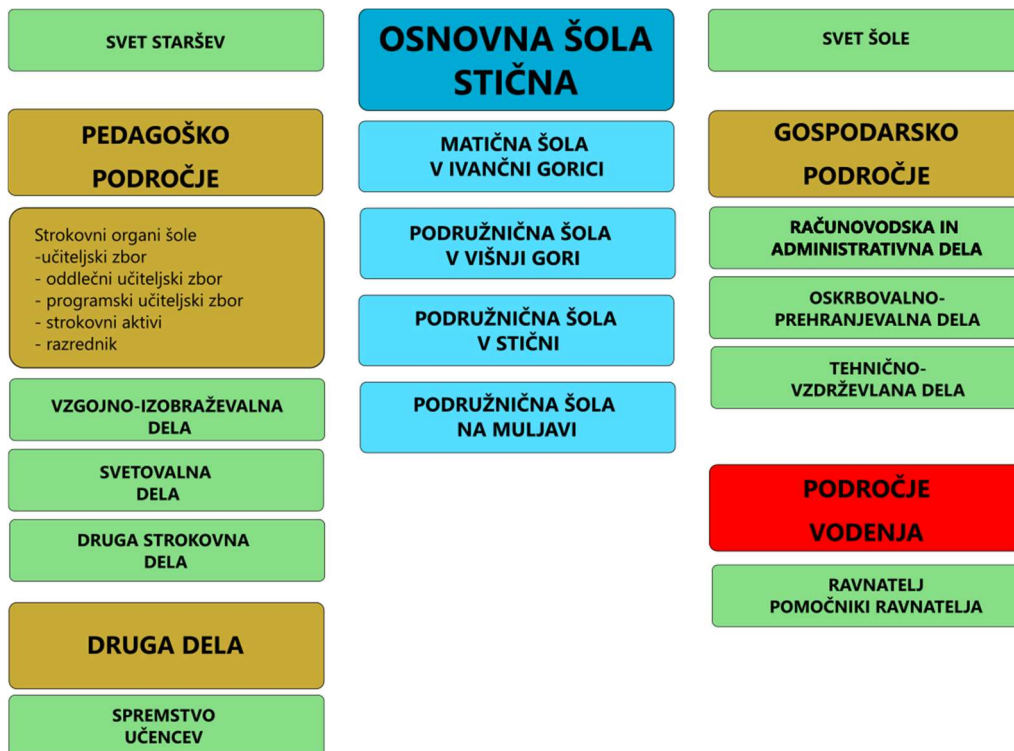 SVET STARŠEV
PEDAGOŠKO
PODROČJE
Strokovni organi šole
-učiteljski zbor
- oddlečni učiteljski zbor
- programski učiteljski zbor
- strokovni aktivi
- razrednik
VZGOJNO-IZOBRAŽEVALNA
DELA
SVETOVALNA
DELA
DRUGA STROKOVNA
DELA
DRUGA DELA
SPREMSTVO
UČENCEV
OSNOVNA ŠOLA
STIČNA
MATIČNA ŠOLA
V IVANČNI GORICI
PODRUŽNIČNA ŠOLA
V VIŠNJI GORI
PODRUŽNIČNA ŠOLA
V STIČNI
PODRUŽNIČNA ŠOLA
NA MULJAVI
SVET ŠOLE
GOSPODARSKO
PODROČJE
RAČUNOVODSKA IN
ADMINISTRATIVNA DELA
OSKRBOVALNO-
PREHRANJEVALNA DELA
TEHNIČNO-
VZDRŽEVLANA DELA
PODROČJE
VODENJA
RAVNATELJ
POMOČNIKI RAVNATELJA